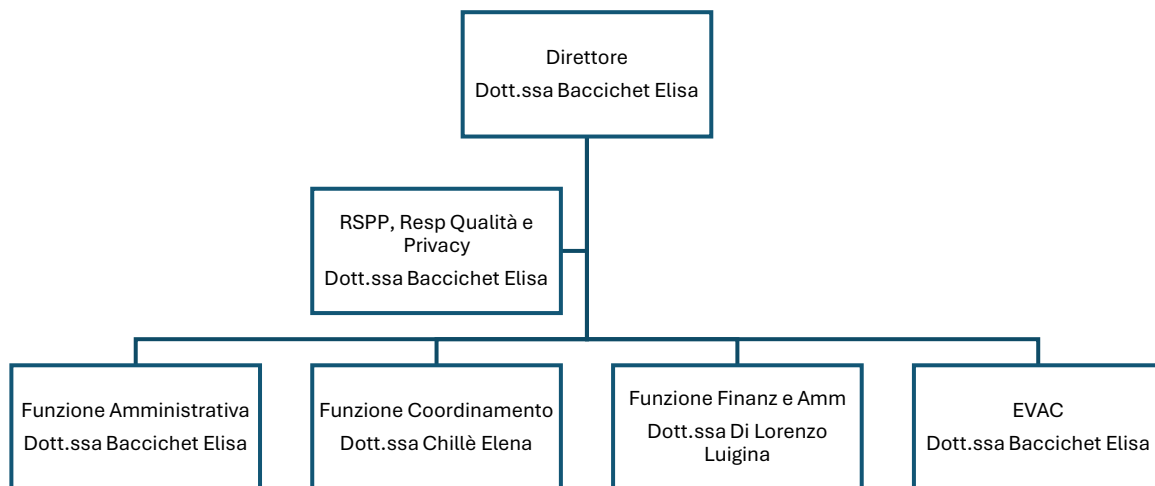 Direttore
Dott.ssa Baccichet Elisa
RSPP, Resp Qualità e
Privacy
Dott.ssa Baccichet Elisa
Funzione Amministrativa
Dott.ssa Baccichet Elisa
Funzione Coordinamento
Dott.ssa Chillè Elena
Funzione Finanz e Amm
Dott.ssa Di Lorenzo
Luigina
EVAC
Dott.ssa Baccichet Elisa